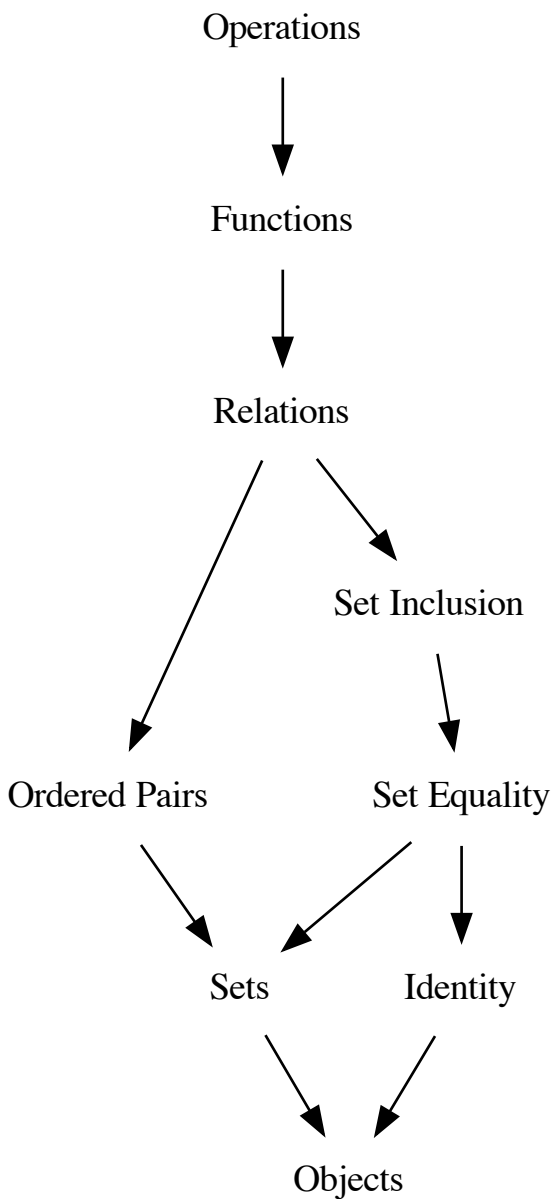 Operations
Functions
Relations
Set Inclusion
Ordered Pairs
Set Equality
Sets
Identity
Objects